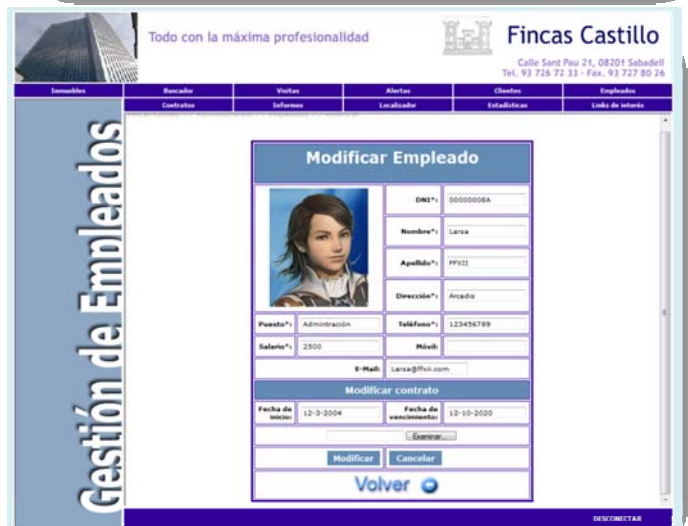 Todo con la máxima profesionalidad
Fincas Castillo
Calle Sant Pau 21, 08201 Sabadell
Tel. 93 726 72 33 - Fax. 93 727 80 26
Inmuebles Buscador Visitas Alertas Clientes Empleados
Contratos Informes Localizador Estadísticas Links de interés
Gestión de Empleados
Modificar Empleado
DNI*: 00000008A
Nombre*: Larsa
Apellido*: FFXII
Dirección*: Arcadia
Puesto*: Admintración Teléfono*: 123456789
Salario*: 2500 Móvil:
E-Mail: Larsa@ffxii.com
Modificar contrato
Fecha de inicio: 12-3-2004 Fecha de vencimiento: 12-10-2020
Examinar...
Modificar Cancelar
Volver
DESCONECTAR